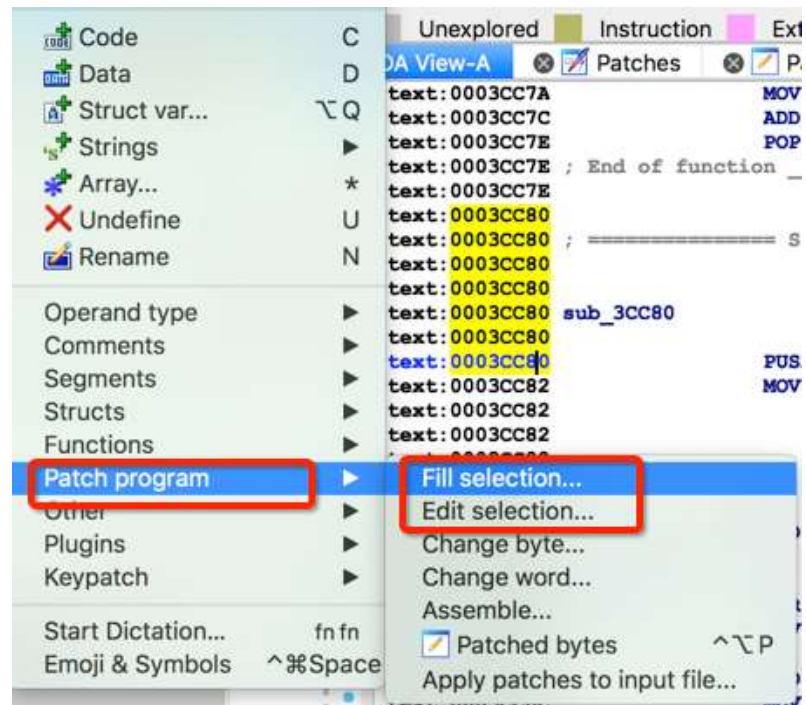 Code C
Data D
Struct var... ⌥Q
Strings
Array... *
Undefine U
Rename N
Operand type
Comments
Segments
Structs
Functions
Patch program
Other
Plugins
Keypatch
Start Dictation... fn fn
Emoji & Symbols ^⌘Space
Unexplored Instruction Ext
DA View-A Patches Pa
text:0003CC7A MOV
text:0003CC7C ADD
text:0003CC7E POP
text:0003CC7E ; End of function _
text:0003CC7E
text:0003CC80
text:0003CC80 ; =============== S
text:0003CC80
text:0003CC80
text:0003CC80 sub_3CC80
text:0003CC80
text:0003CC80 PUS
text:0003CC82 MOV
text:0003CC82
text:0003CC82
Fill selection...
Edit selection...
Change byte...
Change word...
Assemble...
Patched bytes ^⌥P
Apply patches to input file...